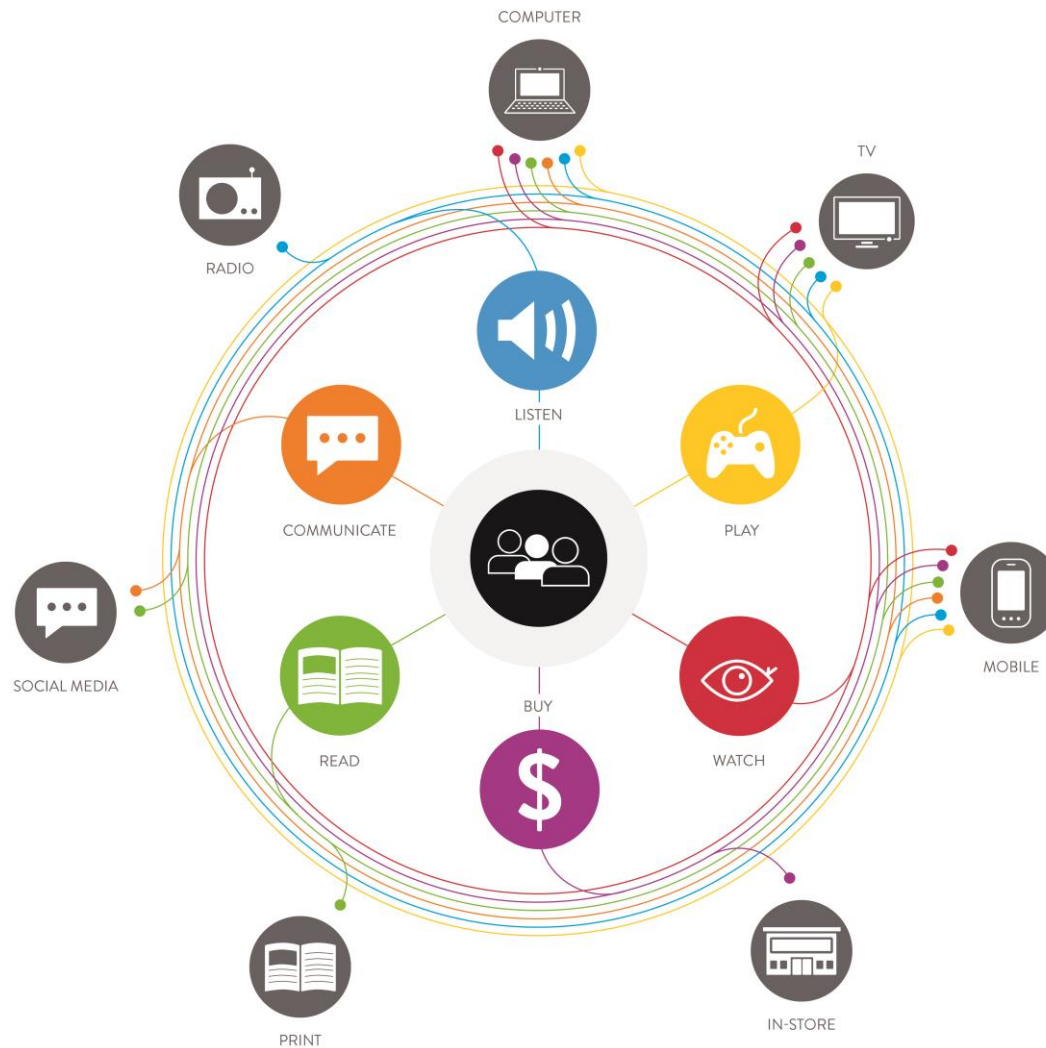 COMPUTER
TV
RADIO
LISTEN
COMMUNICATE
PLAY
SOCIAL MEDIA
MOBILE
READ
BUY
$
WATCH
PRINT
IN-STORE